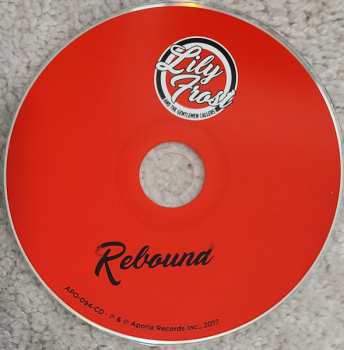 Lily
Frost
AND THE GENTLEMEN CALLERS
Rebound
APO-094-CD · ℗ & ℗ Aporia Records Inc., 2017